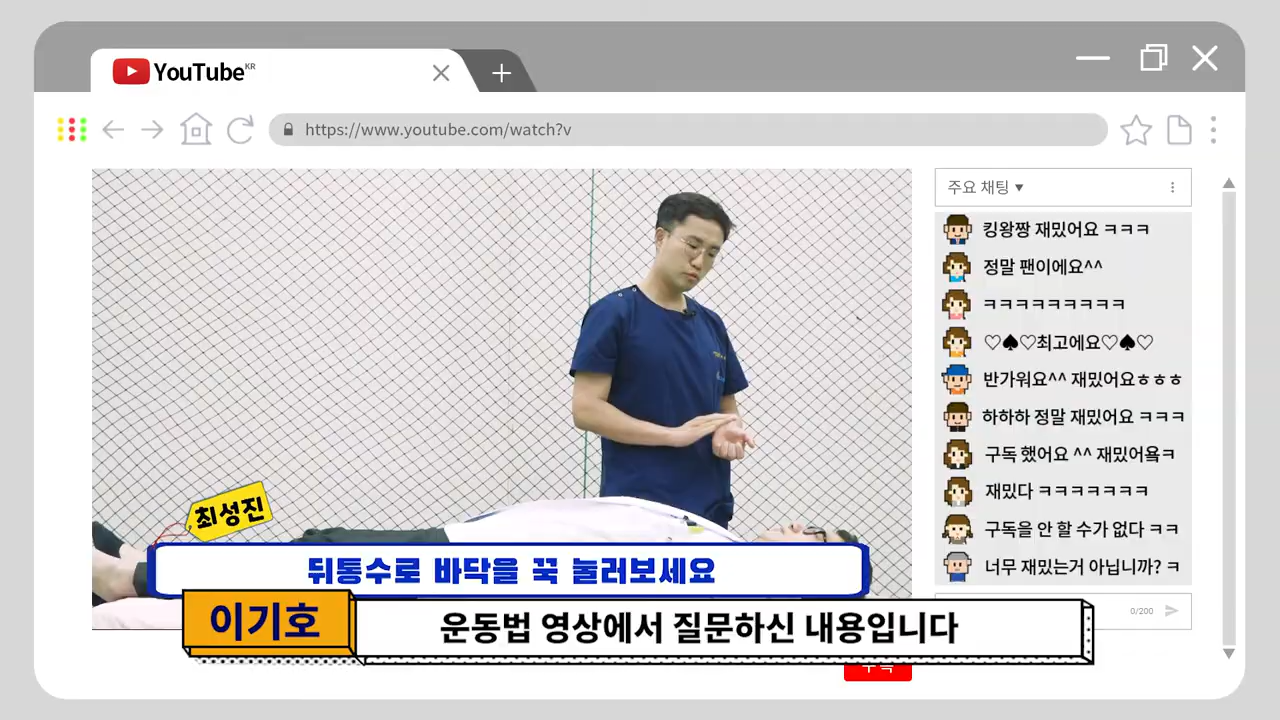 YouTube KR
https://www.youtube.com/watch?v
주요 채팅 ▼
킹왕짱 재밌어요 ㅋㅋㅋ
정말 팬이에요^^
ㅋㅋㅋㅋㅋㅋㅋㅋㅋ
♡♠♡최고에요♡♠♡
반가워요^^ 재밌어요ㅎㅎㅎ
하하하 정말 재밌어요 ㅋㅋㅋ
구독 했어요 ^^ 재밌어욬ㅋ
재밌다 ㅋㅋㅋㅋㅋㅋㅋ
구독을 안 할 수가 없다 ㅋㅋ
너무 재밌는거 아닙니까? ㅋ
0/200
최성진
뒤통수로 바닥을 꾹 눌러보세요
이기호
운동법 영상에서 질문하신 내용입니다